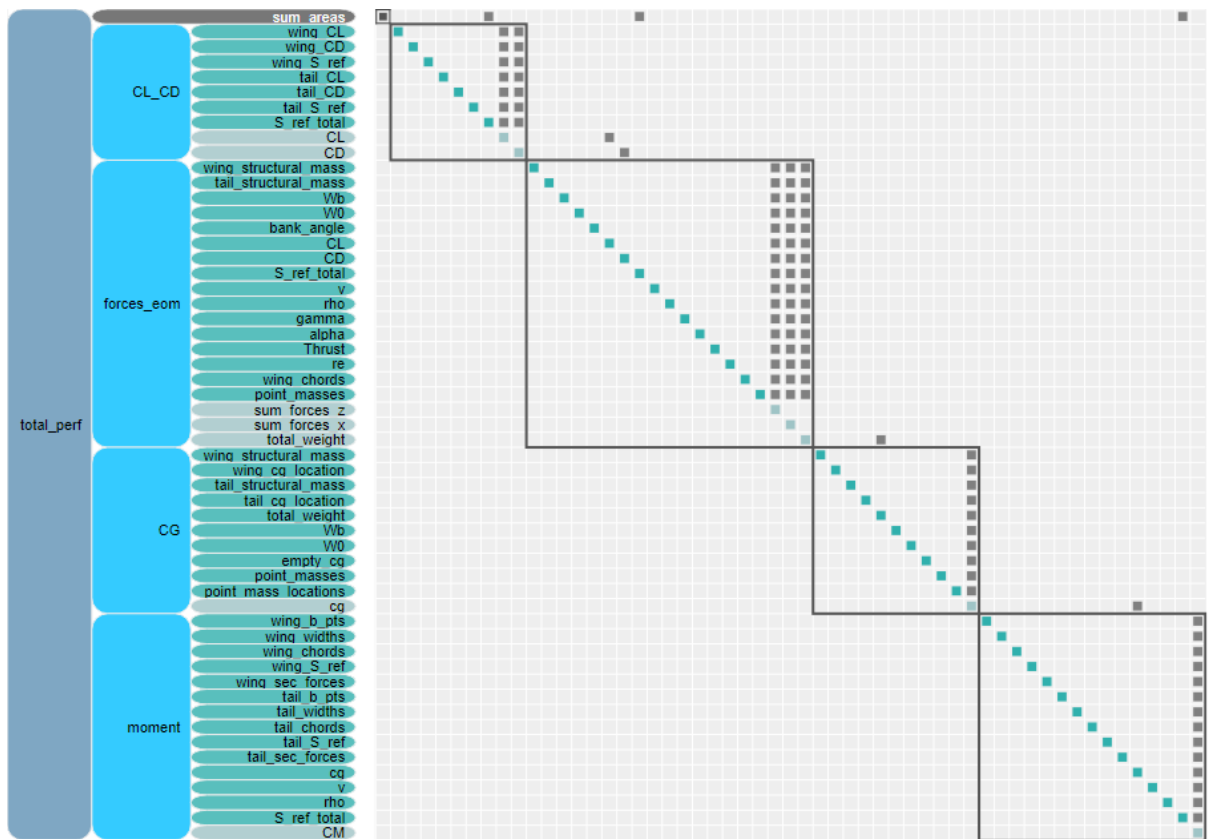 total_perf
sum_areas
CL_CD
wing_CL
wing_CD
wing_S_ref
tail_CL
tail_CD
tail_S_ref
S_ref_total
CL
CD
forces_eom
wing_structural_mass
tail_structural_mass
Wb
W0
bank_angle
CL
CD
S_ref_total
v
rho
gamma
alpha
Thrust
re
wing_chords
point_masses
sum_forces_z
sum_forces_x
total_weight
CG
wing_structural_mass
wing_cg_location
tail_structural_mass
tail_cg_location
total_weight
Wb
W0
empty_cg
point_masses
point_mass_locations
cg
moment
wing_b_pts
wing_widths
wing_chords
wing_S_ref
wing_sec_forces
tail_b_pts
tail_widths
tail_chords
tail_S_ref
tail_sec_forces
cg
v
rho
S_ref_total
CM